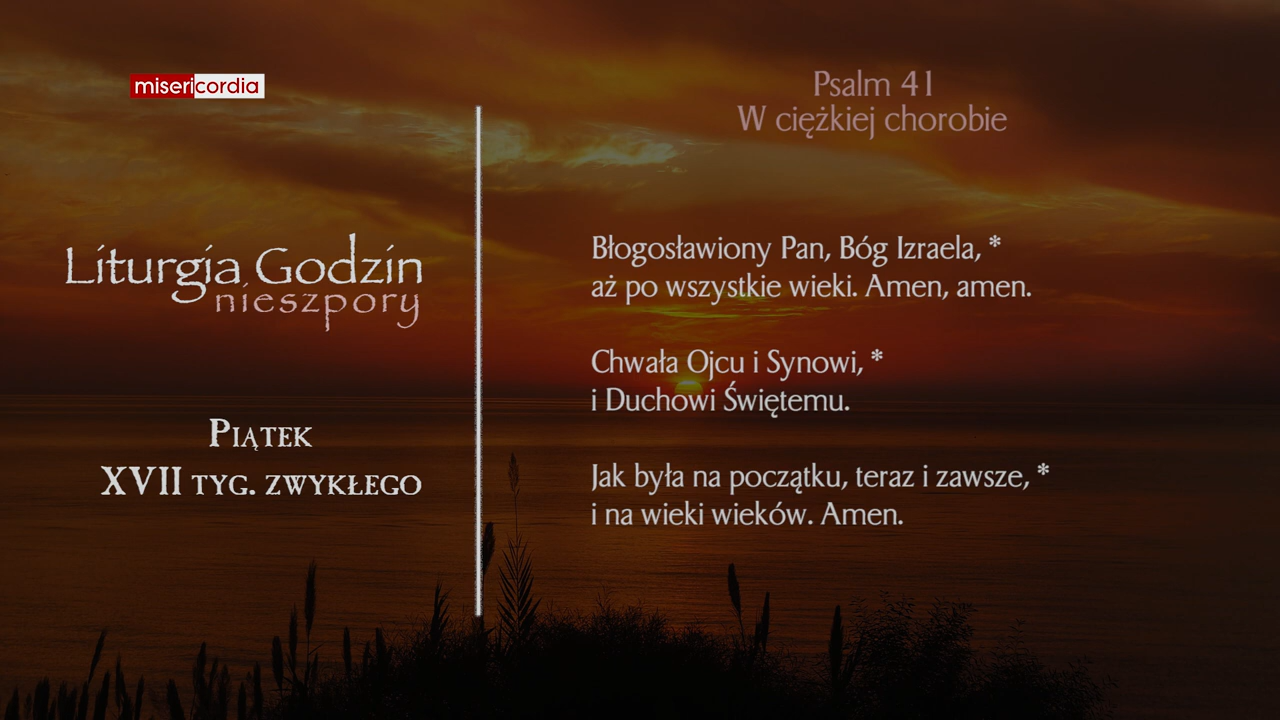 misericordia
Liturgia Godzin
nieszpory
Piątek
XVII tyg. zwykłego
Psalm 41
W ciężkiej chorobie
Błogosławiony Pan, Bóg Izraela, *
aż po wszystkie wieki. Amen, amen.
Chwała Ojcu i Synowi, *
i Duchowi Świętemu.
Jak była na początku, teraz i zawsze, *
i na wieki wieków. Amen.